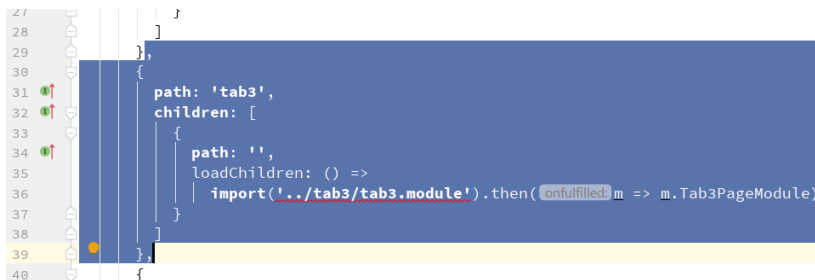 27 }
28 ]
29 },
30 {
31 path: 'tab3',
32 children: [
33 {
34 path: '',
35 loadChildren: () =>
36 import('../tab3/tab3.module').then( onfulfilled: m => m.Tab3PageModule)
37 }
38 ]
39 },
40 {